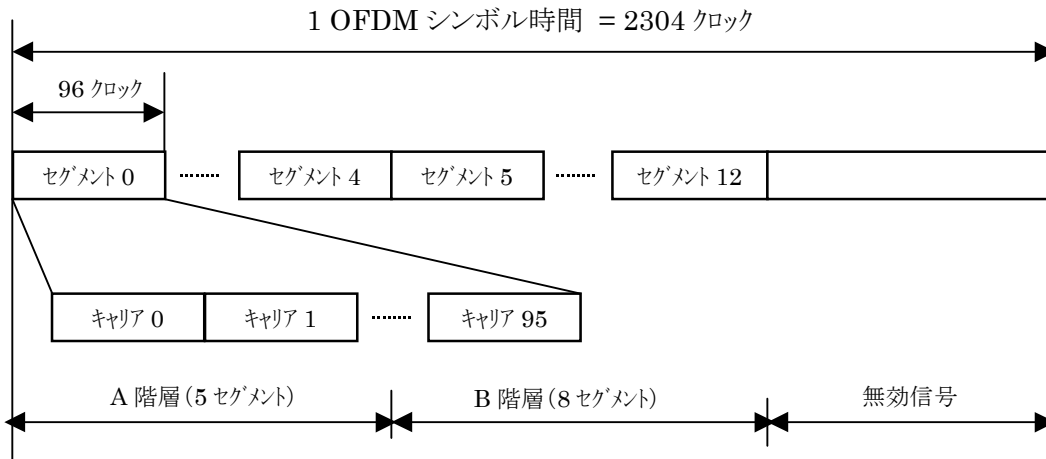 1 OFDM シンボル時間 = 2304 クロック
96 クロック
セグメント 0 ········ セグメント 4 セグメント 5 ········ セグメント 12
キャリア 0 キャリア 1 ········ キャリア 95
A 階層(5 セグメント) B 階層(8 セグメント) 無効信号